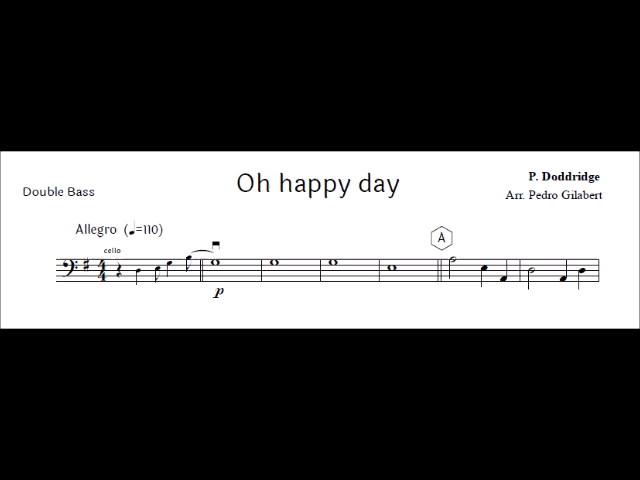 P. Doddridge
Oh happy day
Double Bass
Arr. Pedro Gilabert
Allegro (♩=110)
cello
A
p